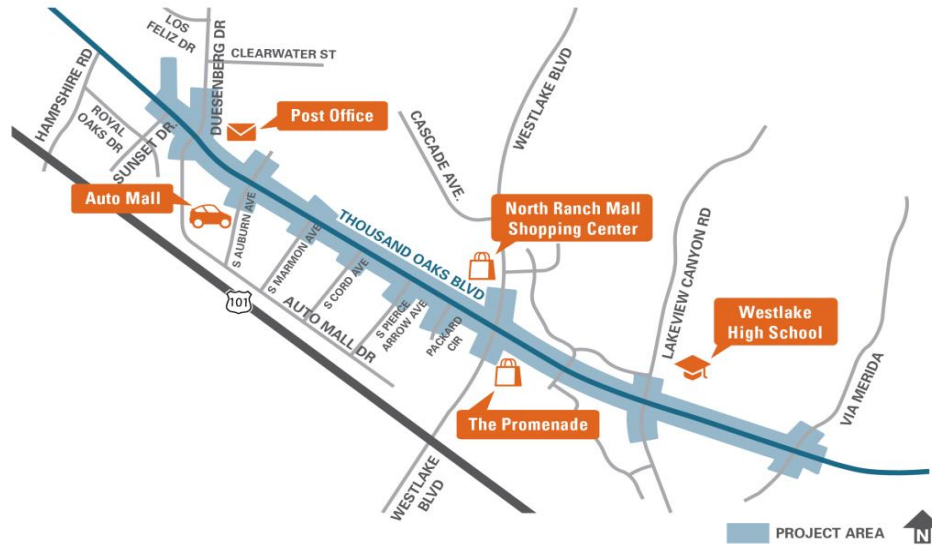 LOS
FELIZ DR
DUESENBERG DR
CLEARWATER ST
HAMPSHIRE RD
ROYAL
OAKS DR
SUNSET DR.
Post Office
Auto Mall
S AUBURN AVE
S MARMON AVE
S CORD AVE
S PIERCE
ARROW AVE
PACKARD
CIR
AUTO MALL DR
101
THOUSAND OAKS BLVD
CASCADE AVE.
WESTLAKE BLVD
North Ranch Mall
Shopping Center
LAKEVIEW CANYON RD
Westlake
High School
VIA MERIDA
The Promenade
WESTLAKE
BLVD
PROJECT AREA
N